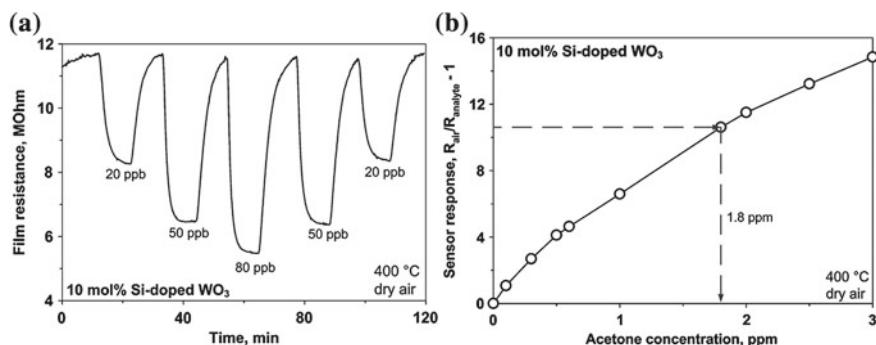 (a)
12
10
8
6
4
Film resistance, MOhm
20 ppb
50 ppb
80 ppb
50 ppb
20 ppb
10 mol% Si-doped WO₃
400 °C
dry air
0
40
80
120
Time, min
(b)
16
12
8
4
0
Sensor response, R_air/R_analyte - 1
10 mol% Si-doped WO₃
1.8 ppm
400 °C
dry air
0
1
2
3
Acetone concentration, ppm